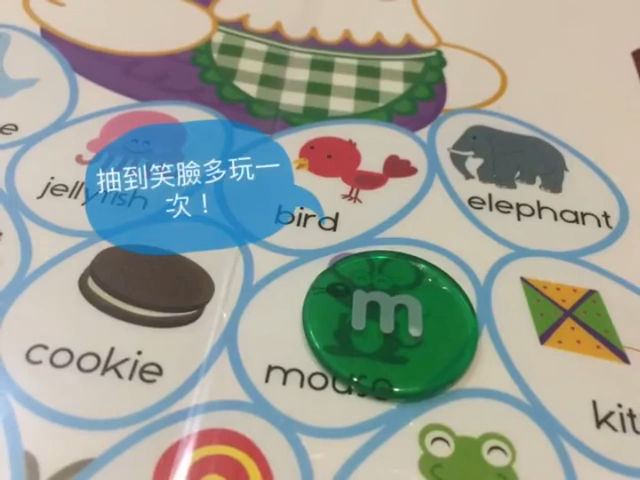 e
jellyfish
抽到笑臉多玩一
次！
bird
elephant
cookie
m
mouse
kit